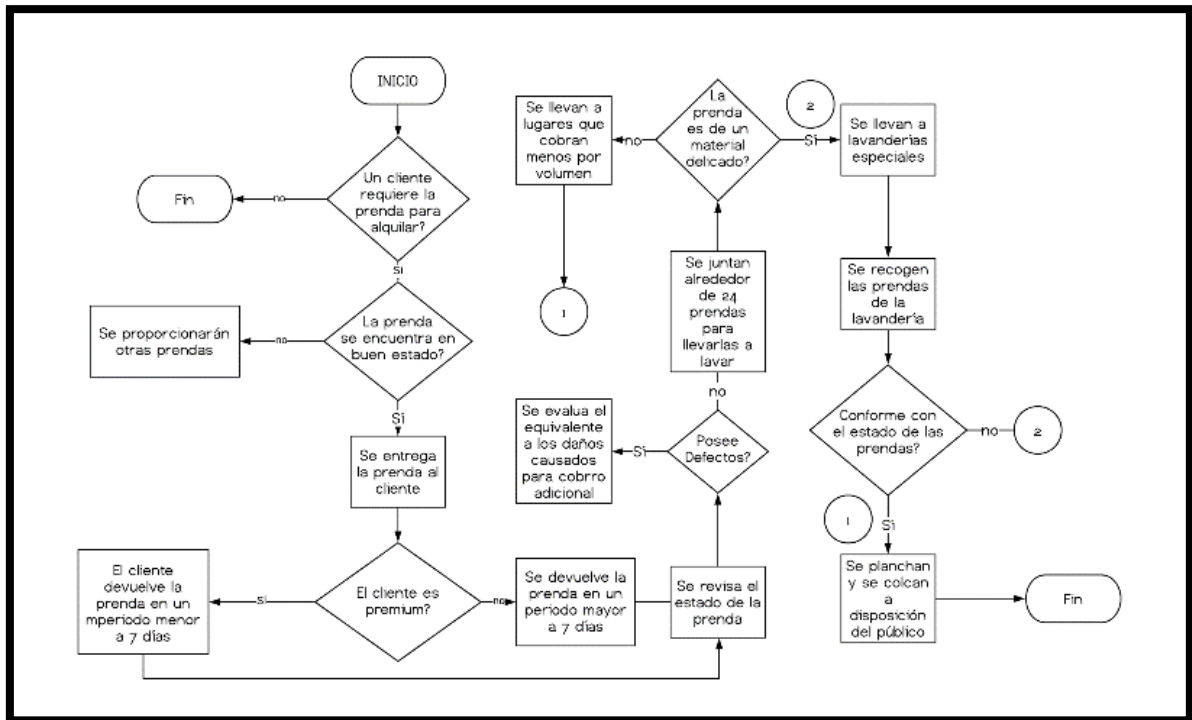 INICIO
Un cliente
requiere la
prenda para
alquilar?
no
Fin
Sí
La prenda
se encuentra en
buen estado?
no
Se proporcionarán
otras prendas
Sí
Se entrega
la prenda al
cliente
El cliente es
premium?
Sí
El cliente
devuelve la
prenda en un
mperiodo menor
a 7 días
no
Se devuelve la
prenda en un
periodo mayor
a 7 días
Se revisa el
estado de la
prenda
Posee
Defectos?
Sí
Se evalua el
equivalente
a los daños
causados
para cobrro
adicional
no
Se juntan
alrededor
de 24
prendas
para
llevarlas a
lavar
La
prenda
es de un
material
delicado?
no
Se llevan a
lugares que
cobran
menos por
volumen
1
2
Sí
Se llevan a
lavanderías
especiales
Se recogen
las prendas
de la
lavandería
Conforme con
el estado de las
prendas?
no
2
1
Sí
Se planchan
y se colcan
a
disposición
del público
Fin